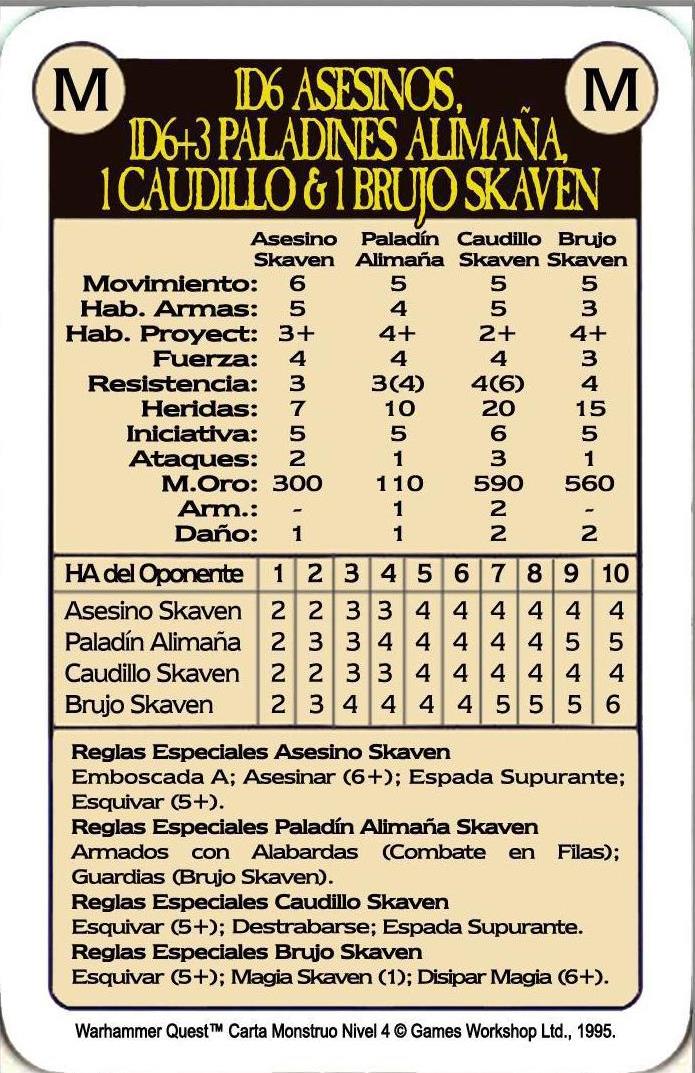 M
M
1D6 ASESINOS,
1D6+3 PALADINES ALIMAÑA,
1 CAUDILLO & 1 BRUJO SKAVEN
Asesino Paladín Caudillo Brujo
Skaven Alimaña Skaven Skaven
Movimiento: 6 5 5 5
Hab. Armas: 5 4 5 3
Hab. Proyect: 3+ 4+ 2+ 4+
Fuerza: 4 4 4 3
Resistencia: 3 3(4) 4(6) 4
Heridas: 7 10 20 15
Iniciativa: 5 5 6 5
Ataques: 2 1 3 1
M.Oro: 300 110 590 560
Arm.: - 1 2 -
Daño: 1 1 2 2
HA del Oponente 1 2 3 4 5 6 7 8 9 10
Asesino Skaven 2 2 3 3 4 4 4 4 4 4
Paladín Alimaña 2 3 3 4 4 4 4 4 5 5
Caudillo Skaven 2 2 3 3 4 4 4 4 4 4
Brujo Skaven 2 3 4 4 4 4 5 5 5 6
Reglas Especiales Asesino Skaven
Emboscada A; Asesinar (6+); Espada Supurante;
Esquivar (5+).
Reglas Especiales Paladín Alimaña Skaven
Armados con Alabardas (Combate en Filas);
Guardias (Brujo Skaven).
Reglas Especiales Caudillo Skaven
Esquivar (5+); Destrabarse; Espada Supurante.
Reglas Especiales Brujo Skaven
Esquivar (5+); Magia Skaven (1); Disipar Magia (6+).
Warhammer Quest™ Carta Monstruo Nivel 4 © Games Workshop Ltd., 1995.